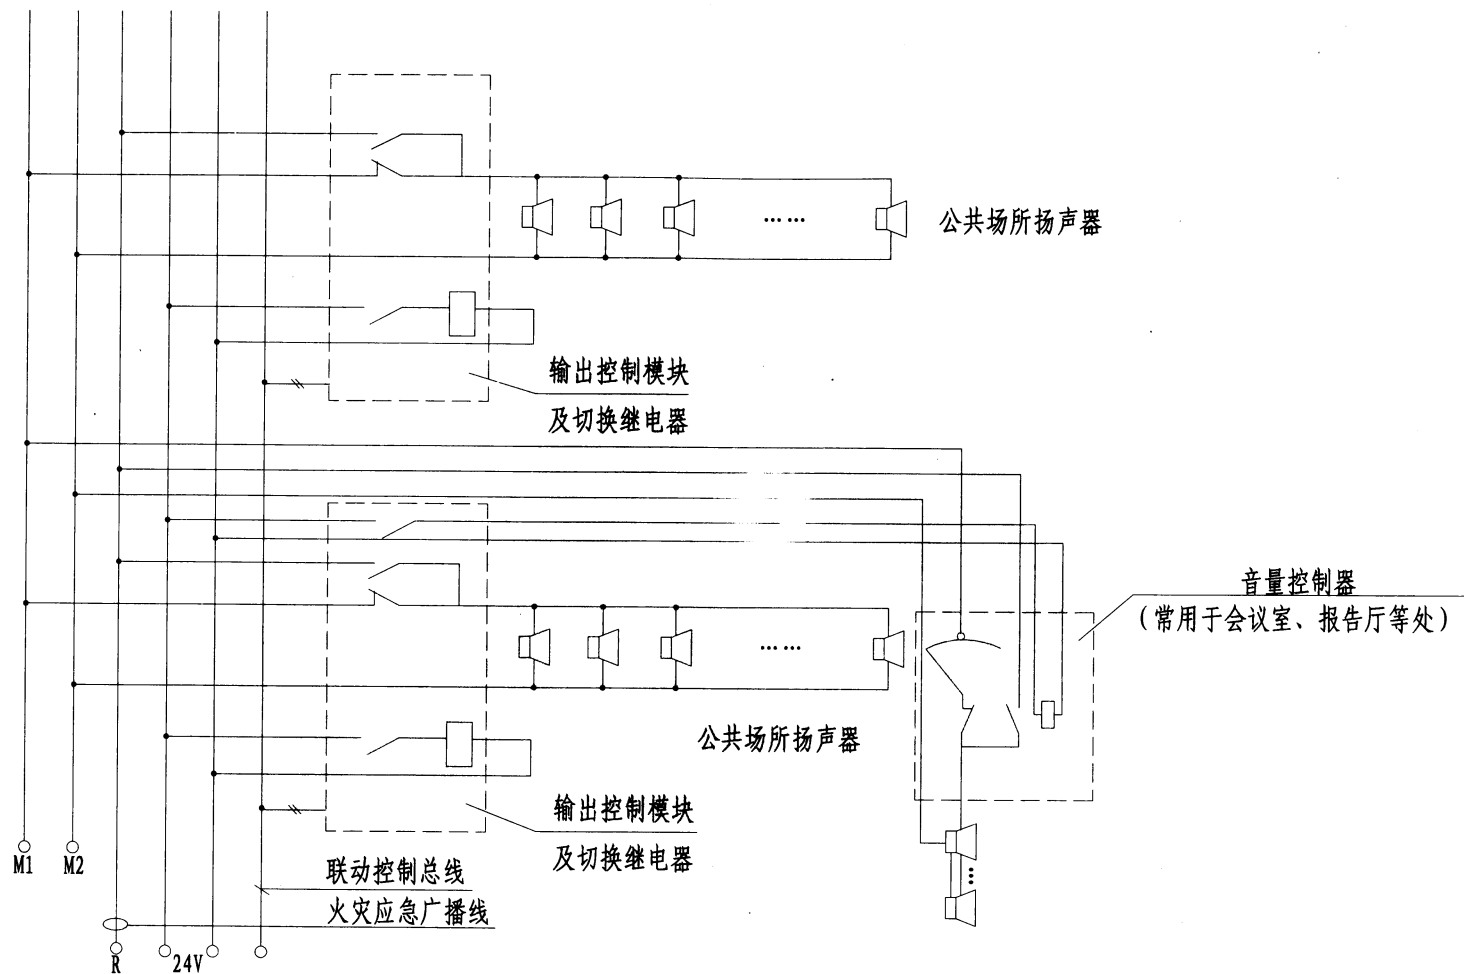 公共场所扬声器
输出控制模块
及切换继电器
音量控制器
（常用于会议室、报告厅等处）
公共场所扬声器
输出控制模块
及切换继电器
M1
M2
联动控制总线
火灾应急广播线
R
24V